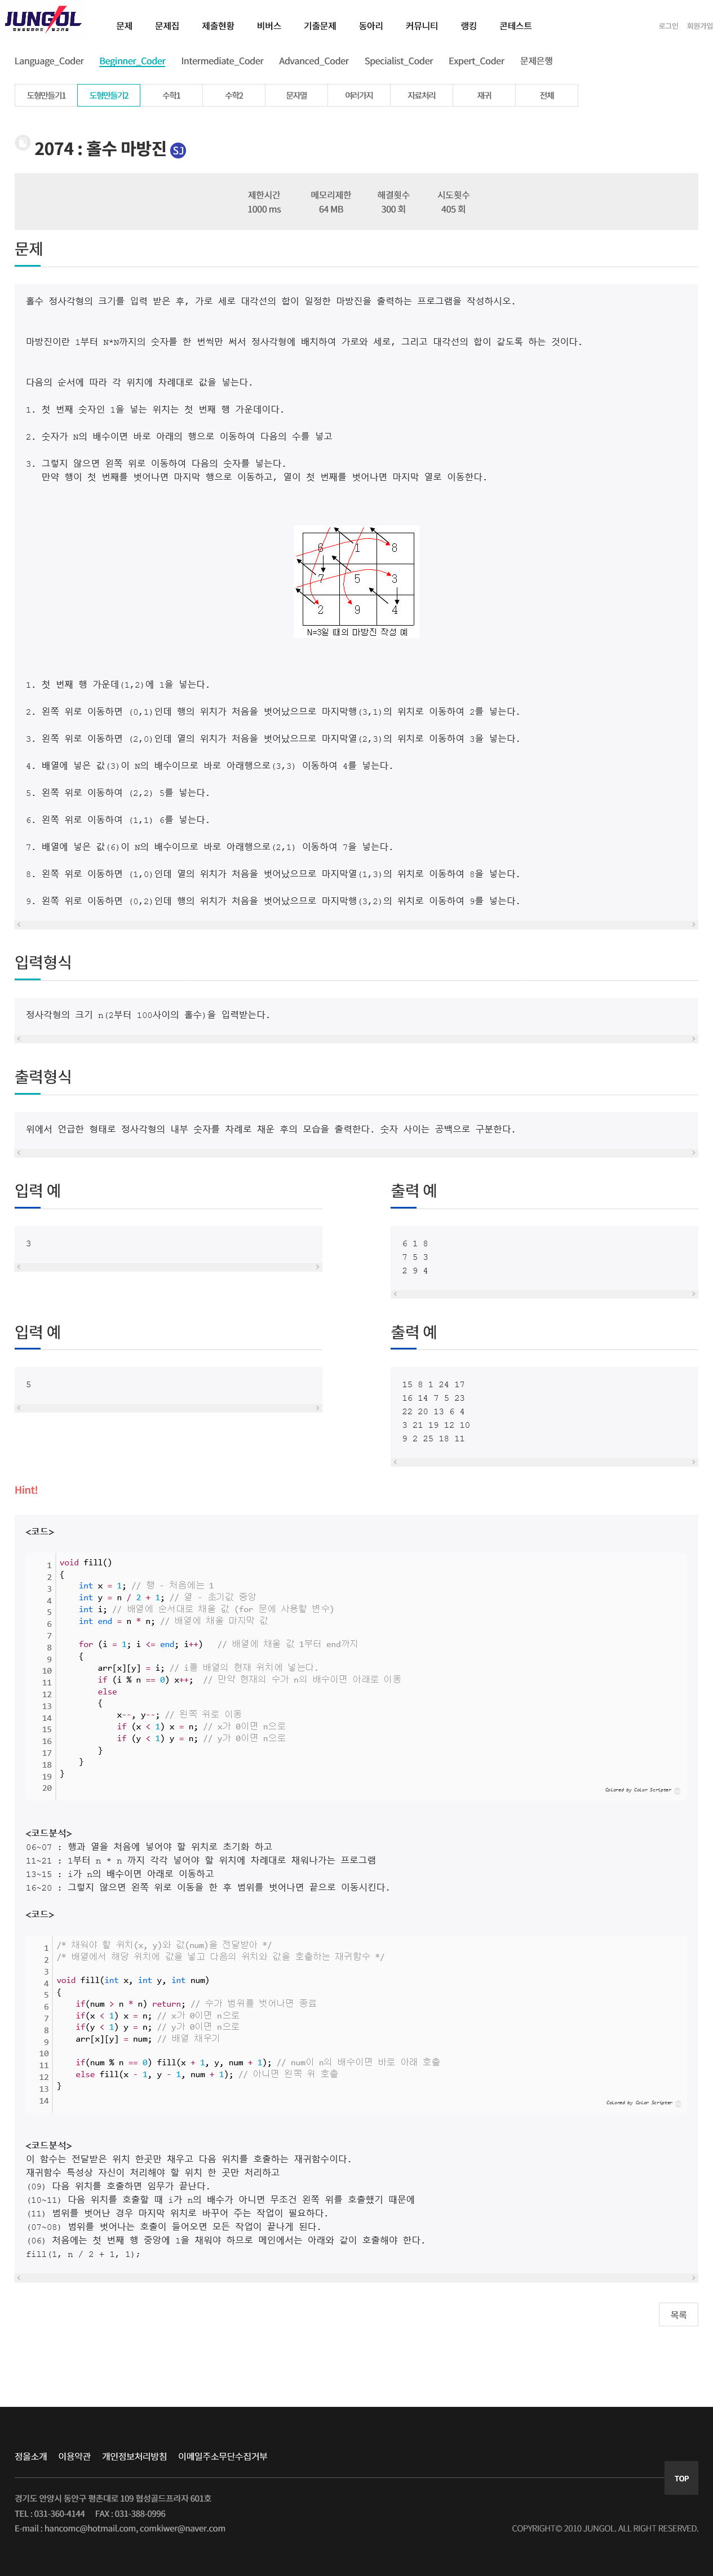 JUNGOL
정보올림피아드 알고리즘
문제 문제집 제출현황 비버스 기출문제 동아리 커뮤니티 랭킹 콘테스트
로그인 회원가입
Language_Coder Beginner_Coder Intermediate_Coder Advanced_Coder Specialist_Coder Expert_Coder 문제은행
도형만들기1 도형만들기2 수학1 수학2 문자열 여러가지 자료처리 재귀 전체
2074 : 홀수 마방진 SJ
제한시간 메모리제한 해결횟수 시도횟수
1000 ms 64 MB 300 회 405 회
문제
홀수 정사각형의 크기를 입력 받은 후, 가로 세로 대각선의 합이 일정한 마방진을 출력하는 프로그램을 작성하시오.
마방진이란 1부터 N*N까지의 숫자를 한 번씩만 써서 정사각형에 배치하여 가로와 세로, 그리고 대각선의 합이 같도록 하는 것이다.
다음의 순서에 따라 각 위치에 차례대로 값을 넣는다.
1. 첫 번째 숫자인 1을 넣는 위치는 첫 번째 행 가운데이다.
2. 숫자가 N의 배수이면 바로 아래의 행으로 이동하여 다음의 수를 넣고
3. 그렇지 않으면 왼쪽 위로 이동하여 다음의 숫자를 넣는다.
만약 행이 첫 번째를 벗어나면 마지막 행으로 이동하고, 열이 첫 번째를 벗어나면 마지막 열로 이동한다.
6 1 8
7 5 3
2 9 4
N=3일 때의 마방진 작성 예
1. 첫 번째 행 가운데(1,2)에 1을 넣는다.
2. 왼쪽 위로 이동하면 (0,1)인데 행의 위치가 처음을 벗어났으므로 마지막행(3,1)의 위치로 이동하여 2를 넣는다.
3. 왼쪽 위로 이동하면 (2,0)인데 열의 위치가 처음을 벗어났으므로 마지막열(2,3)의 위치로 이동하여 3을 넣는다.
4. 배열에 넣은 값(3)이 N의 배수이므로 바로 아래행으로(3,3) 이동하여 4를 넣는다.
5. 왼쪽 위로 이동하여 (2,2) 5를 넣는다.
6. 왼쪽 위로 이동하여 (1,1) 6를 넣는다.
7. 배열에 넣은 값(6)이 N의 배수이므로 바로 아래행으로(2,1) 이동하여 7을 넣는다.
8. 왼쪽 위로 이동하면 (1,0)인데 열의 위치가 처음을 벗어났으므로 마지막열(1,3)의 위치로 이동하여 8을 넣는다.
9. 왼쪽 위로 이동하면 (0,2)인데 행의 위치가 처음을 벗어났으므로 마지막행(3,2)의 위치로 이동하여 9를 넣는다.
입력형식
정사각형의 크기 n(2부터 100사이의 홀수)을 입력받는다.
출력형식
위에서 언급한 형태로 정사각형의 내부 숫자를 차례로 채운 후의 모습을 출력한다. 숫자 사이는 공백으로 구분한다.
입력 예
3
출력 예
6 1 8
7 5 3
2 9 4
입력 예
5
출력 예
15 8 1 24 17
16 14 7 5 23
22 20 13 6 4
3 21 19 12 10
9 2 25 18 11
Hint!
<코드>
1 void fill()
2 {
3 int x = 1; // 행 - 처음에는 1
4 int y = n / 2 + 1; // 열 - 초기값 중앙
5 int i; // 배열에 순서대로 채울 값 (for 문에 사용할 변수)
6 int end = n * n; // 배열에 채울 마지막 값
7
8 for (i = 1; i <= end; i++) // 배열에 채울 값 1부터 end까지
9 {
10 arr[x][y] = i; // i를 배열의 현재 위치에 넣는다.
11 if (i % n == 0) x++; // 만약 현재의 수가 n의 배수이면 아래로 이동
12 else
13 {
14 x--, y--; // 왼쪽 위로 이동
15 if (x < 1) x = n; // x가 0이면 n으로
16 if (y < 1) y = n; // y가 0이면 n으로
17 }
18 }
19 }
20
Colored by Color Scripter
<코드분석>
06~07 : 행과 열을 처음에 넣어야 할 위치로 초기화 하고
11~21 : 1부터 n * n 까지 각각 넣어야 할 위치에 차례대로 채워나가는 프로그램
13~15 : i가 n의 배수이면 아래로 이동하고
16~20 : 그렇지 않으면 왼쪽 위로 이동을 한 후 범위를 벗어나면 끝으로 이동시킨다.
<코드>
1 /* 채워야 할 위치(x, y)와 값(num)을 전달받아 */
2 /* 배열에서 해당 위치에 값을 넣고 다음의 위치와 값을 호출하는 재귀함수 */
3
4 void fill(int x, int y, int num)
5 {
6 if(num > n * n) return; // 수가 범위를 벗어나면 종료
7 if(x < 1) x = n; // x가 0이면 n으로
8 if(y < 1) y = n; // y가 0이면 n으로
9 arr[x][y] = num; // 배열 채우기
10
11 if(num % n == 0) fill(x + 1, y, num + 1); // num이 n의 배수이면 바로 아래 호출
12 else fill(x - 1, y - 1, num + 1); // 아니면 왼쪽 위 호출
13 }
14
Colored by Color Scripter
<코드분석>
이 함수는 전달받은 위치 한곳만 채우고 다음 위치를 호출하는 재귀함수이다.
재귀함수 특성상 자신이 처리해야 할 위치 한 곳만 처리하고
(09) 다음 위치를 호출하면 임무가 끝난다.
(10~11) 다음 위치를 호출할 때 i가 n의 배수가 아니면 무조건 왼쪽 위를 호출했기 때문에
(11) 범위를 벗어난 경우 마지막 위치로 바꾸어 주는 작업이 필요하다.
(07~08) 범위를 벗어나는 호출이 들어오면 모든 작업이 끝나게 된다.
(06) 처음에는 첫 번째 행 중앙에 1을 채워야 하므로 메인에서는 아래와 같이 호출해야 한다.
fill(1, n / 2 + 1, 1);
목록
정올소개 이용약관 개인정보처리방침 이메일주소무단수집거부
TOP
경기도 안양시 동안구 평촌대로 109 협성골드프라자 601호
TEL : 031-360-4144 FAX : 031-388-0996
E-mail : hancomc@hotmail.com, comkiwer@naver.com
COPYRIGHT© 2010 JUNGOL. ALL RIGHT RESERVED.